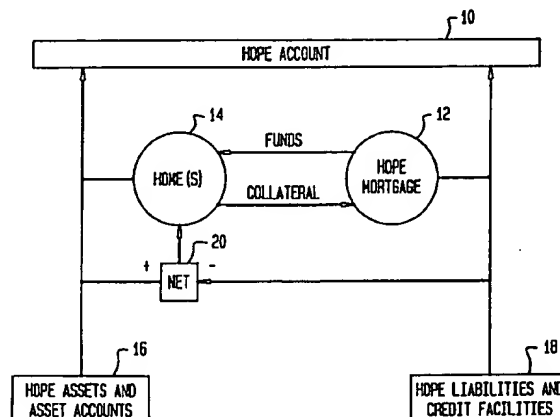 10
HOPE ACCOUNT
14
12
FUNDS
HOME(S)
HOPE
MORTGAGE
COLLATERAL
20
+
-
NET
16
18
HOPE ASSETS AND
ASSET ACCOUNTS
HOPE LIABILITIES AND
CREDIT FACILITIES